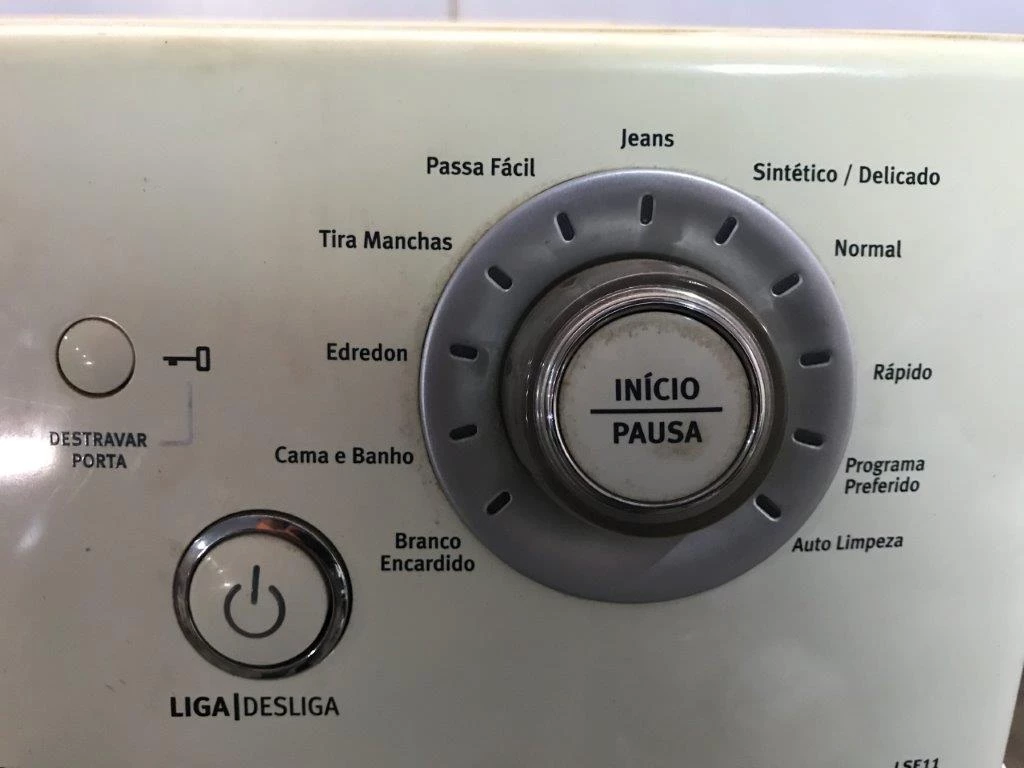 Jeans
Passa Fácil
Sintético / Delicado
Tira Manchas
Normal
Edredon
Rápido
INÍCIO
PAUSA
DESTRAVAR
PORTA
Cama e Banho
Programa
Preferido
Branco
Encardido
Auto Limpeza
LIGA|DESLIGA
LSE11